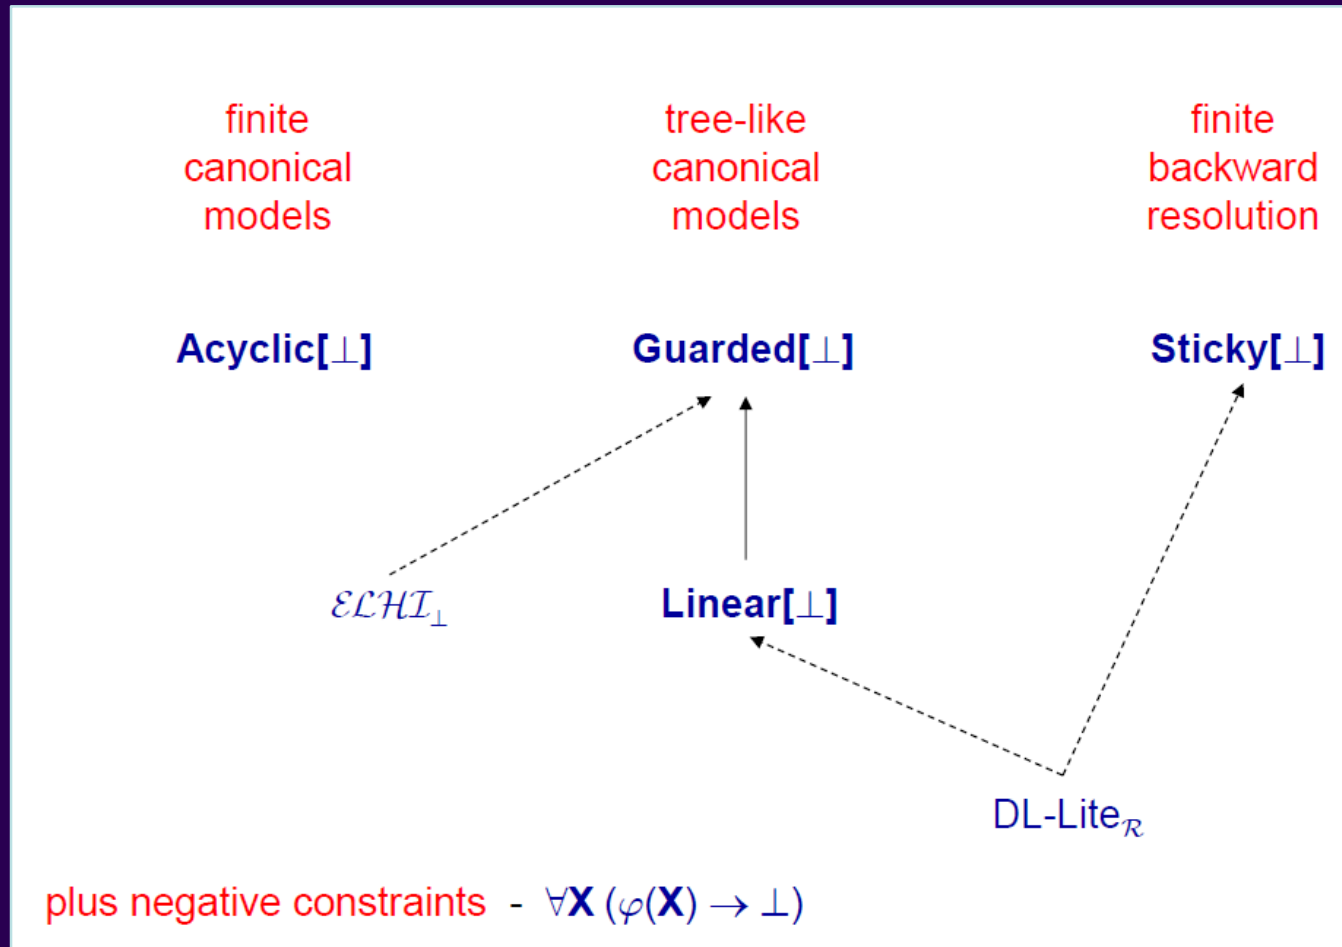 finite
canonical
models
tree-like
canonical
models
finite
backward
resolution
Acyclic[⊥]
Guarded[⊥]
Sticky[⊥]
ℰℒℋℐ⊥
Linear[⊥]
DL-Lite_ℛ
plus negative constraints - ∀X (φ(X) → ⊥)